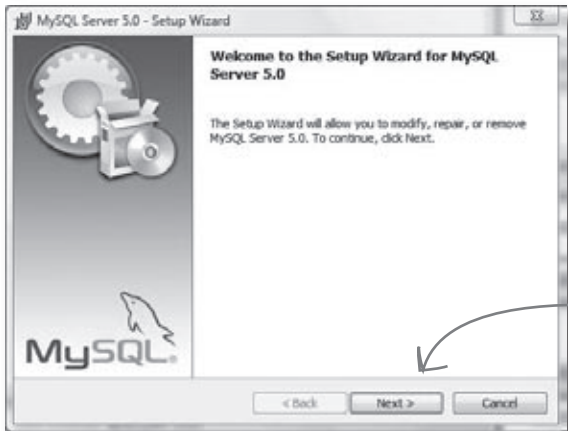 MySQL Server 5.0 - Setup Wizard
Welcome to the Setup Wizard for MySQL
Server 5.0
The Setup Wizard will allow you to modify, repair, or remove
MySQL Server 5.0. To continue, click Next.
MySQL.
< Back
Next >
Cancel